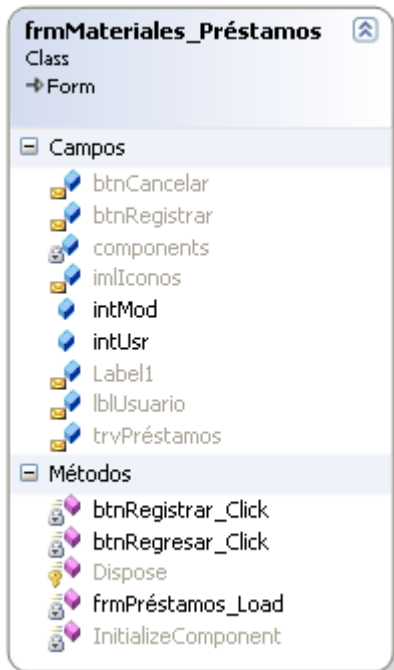 frmMateriales_Préstamos
Class
Form
Campos
btnCancelar
btnRegistrar
components
imlIconos
intMod
intUsr
Label1
lblUsuario
trvPréstamos
Métodos
btnRegistrar_Click
btnRegresar_Click
Dispose
frmPréstamos_Load
InitializeComponent